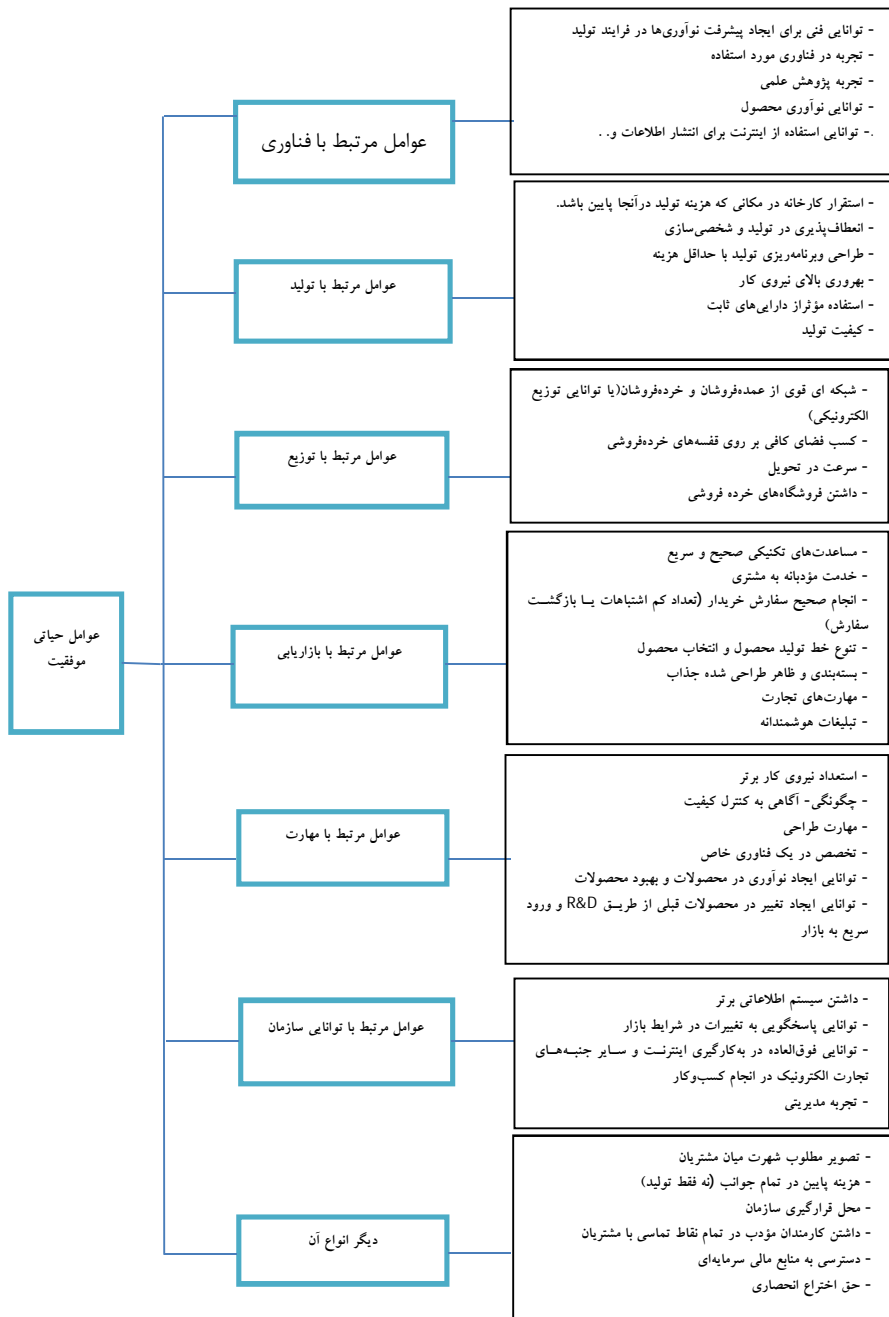 عوامل حیاتی
موفقیت
عوامل مرتبط با فناوری
- توانایی فنی برای ایجاد پیشرفت نوآوری‌ها در فرایند تولید
- تجربه در فناوری مورد استفاده
- تجربه پژوهش علمی
- توانایی نوآوری محصول
.- توانایی استفاده از اینترنت برای انتشار اطلاعات و. . .
عوامل مرتبط با تولید
- استقرار کارخانه در مکانی که هزینه تولید درآنجا پایین باشد.
- انعطاف‌پذیری در تولید و شخصی‌سازی
- طراحی وبرنامه‌ریزی تولید با حداقل هزینه
- بهروری بالای نیروی کار
- استفاده مؤثراز دارایی‌های ثابت
- کیفیت تولید
عوامل مرتبط با توزیع
- شبکه ای قوی از عمده‌فروشان و خرده‌فروشان(یا توانایی توزیع
الکترونیکی)
- کسب فضای کافی بر روی قفسه‌های خرده‌فروشی
- سرعت در تحویل
- داشتن فروشگاه‌های خرده فروشی
عوامل مرتبط با بازاریابی
- مساعدت‌های تکنیکی صحیح و سریع
- خدمت مؤدبانه به مشتری
- انجام صحیح سفارش خریدار (تعداد کم اشتباهات یا بازگشت
سفارش)
- تنوع خط تولید محصول و انتخاب محصول
- بسته‌بندی و ظاهر طراحی شده جذاب
- مهارت‌های تجارت
- تبلیغات هوشمندانه
عوامل مرتبط با مهارت
- استعداد نیروی کار برتر
- چگونگی- آگاهی به کنترل کیفیت
- مهارت طراحی
- تخصص در یک فناوری خاص
- توانایی ایجاد نوآوری در محصولات و بهبود محصولات
- توانایی ایجاد تغییر در محصولات قبلی از طریق R&D و ورود
سریع به بازار
عوامل مرتبط با توانایی سازمان
- داشتن سیستم اطلاعاتی برتر
- توانایی پاسخگویی به تغییرات در شرایط بازار
- توانایی فوق‌العاده در به‌کارگیری اینترنت و سایر جنبه‌های
تجارت الکترونیک در انجام کسب‌وکار
- تجربه مدیریتی
دیگر انواع آن
- تصویر مطلوب شهرت میان مشتریان
- هزینه پایین در تمام جوانب (نه فقط تولید)
- محل قرارگیری سازمان
- داشتن کارمندان مؤدب در تمام نقاط تماسی با مشتریان
- دسترسی به منابع مالی سرمایه‌ای
- حق اختراع انحصاری